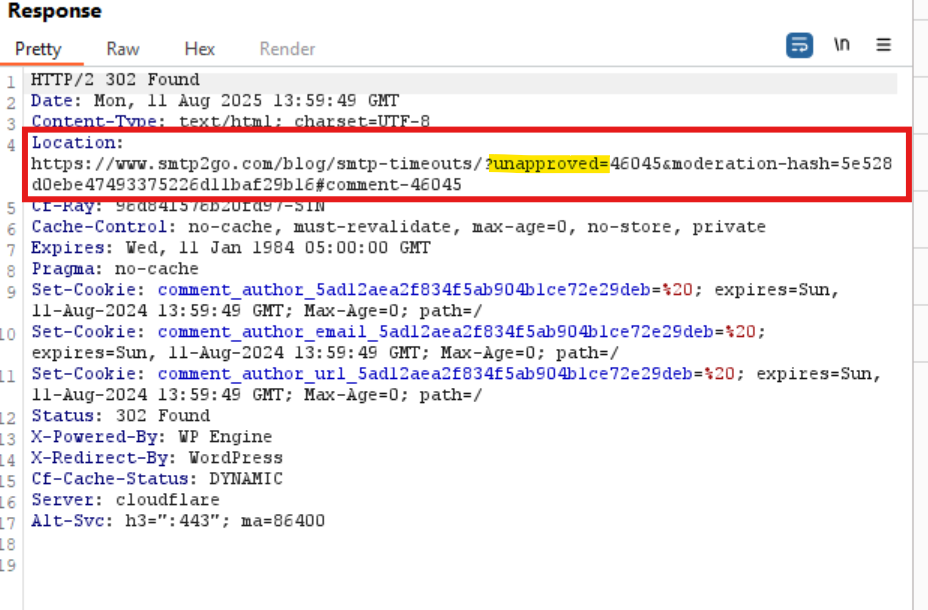 Response
Pretty Raw Hex Render \n
1 HTTP/2 302 Found
2 Date: Mon, 11 Aug 2025 13:59:49 GMT
3 Content-Type: text/html; charset=UTF-8
4 Location:
https://www.smtp2go.com/blog/smtp-timeouts/?unapproved=46045&moderation-hash=5e528
d0ebe47493375226d11baf29b16#comment-46045
5 Cf-Ray: 96d841576b20fd97-SIN
6 Cache-Control: no-cache, must-revalidate, max-age=0, no-store, private
7 Expires: Wed, 11 Jan 1984 05:00:00 GMT
8 Pragma: no-cache
9 Set-Cookie: comment_author_5ad12aea2f834f5ab904b1ce72e29deb=%20; expires=Sun,
11-Aug-2024 13:59:49 GMT; Max-Age=0; path=/
10 Set-Cookie: comment_author_email_5ad12aea2f834f5ab904b1ce72e29deb=%20;
expires=Sun, 11-Aug-2024 13:59:49 GMT; Max-Age=0; path=/
11 Set-Cookie: comment_author_url_5ad12aea2f834f5ab904b1ce72e29deb=%20; expires=Sun,
11-Aug-2024 13:59:49 GMT; Max-Age=0; path=/
12 Status: 302 Found
13 X-Powered-By: WP Engine
14 X-Redirect-By: WordPress
15 Cf-Cache-Status: DYNAMIC
16 Server: cloudflare
17 Alt-Svc: h3=":443"; ma=86400
18
19